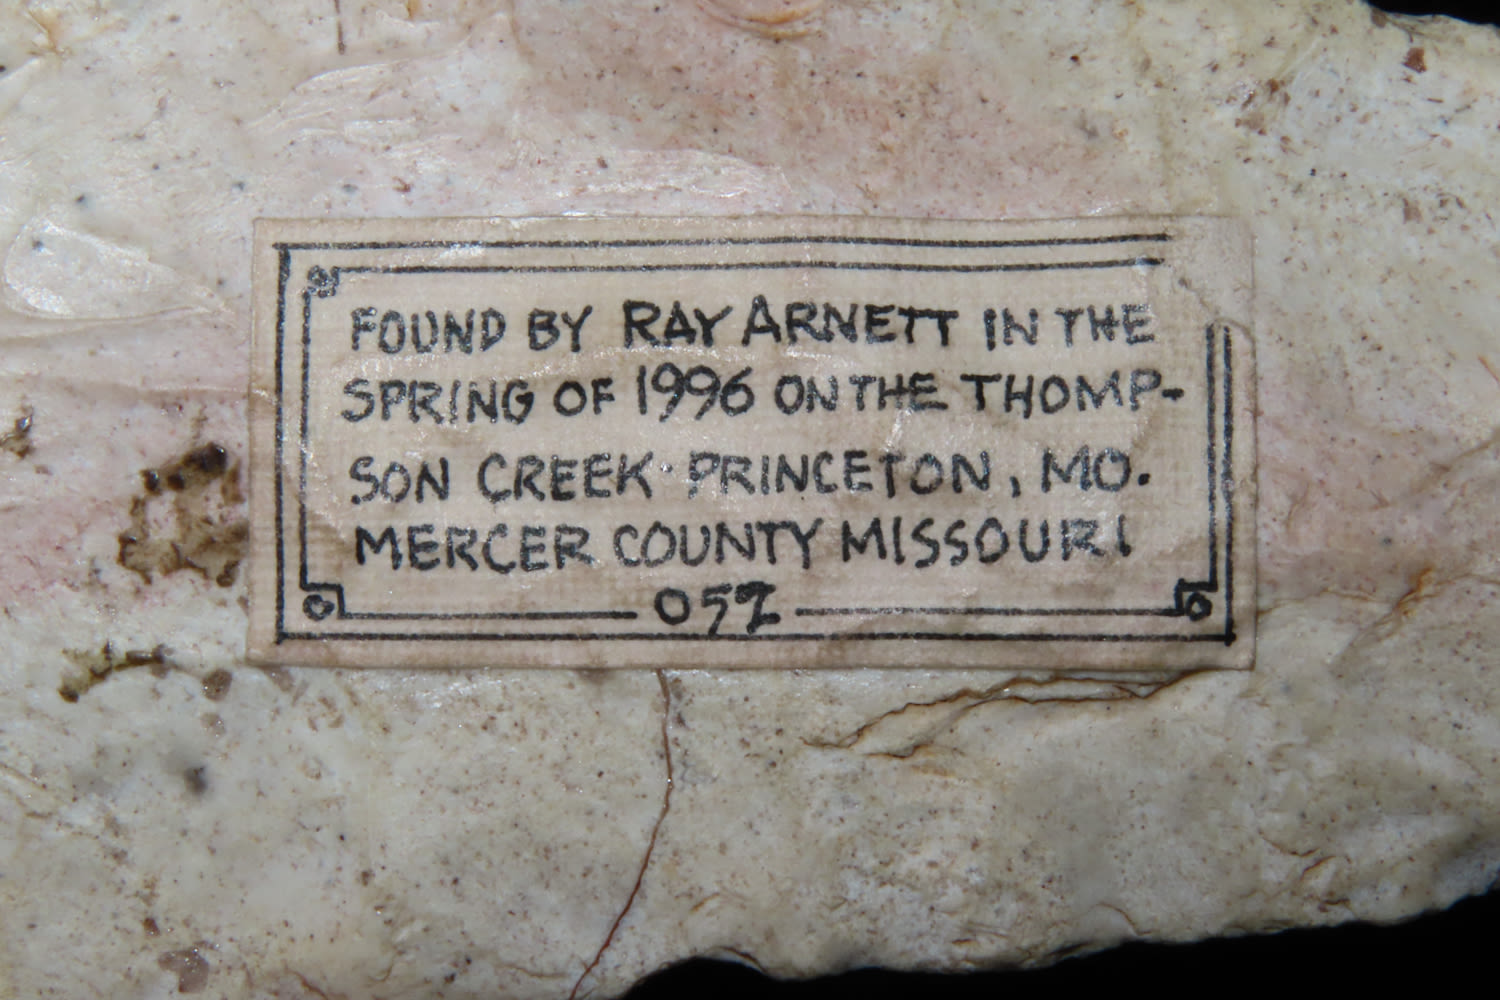 FOUND BY RAY ARNETT IN THE
SPRING OF 1996 ON THE THOMP-
SON CREEK PRINCETON, MO.
MERCER COUNTY MISSOURI
052